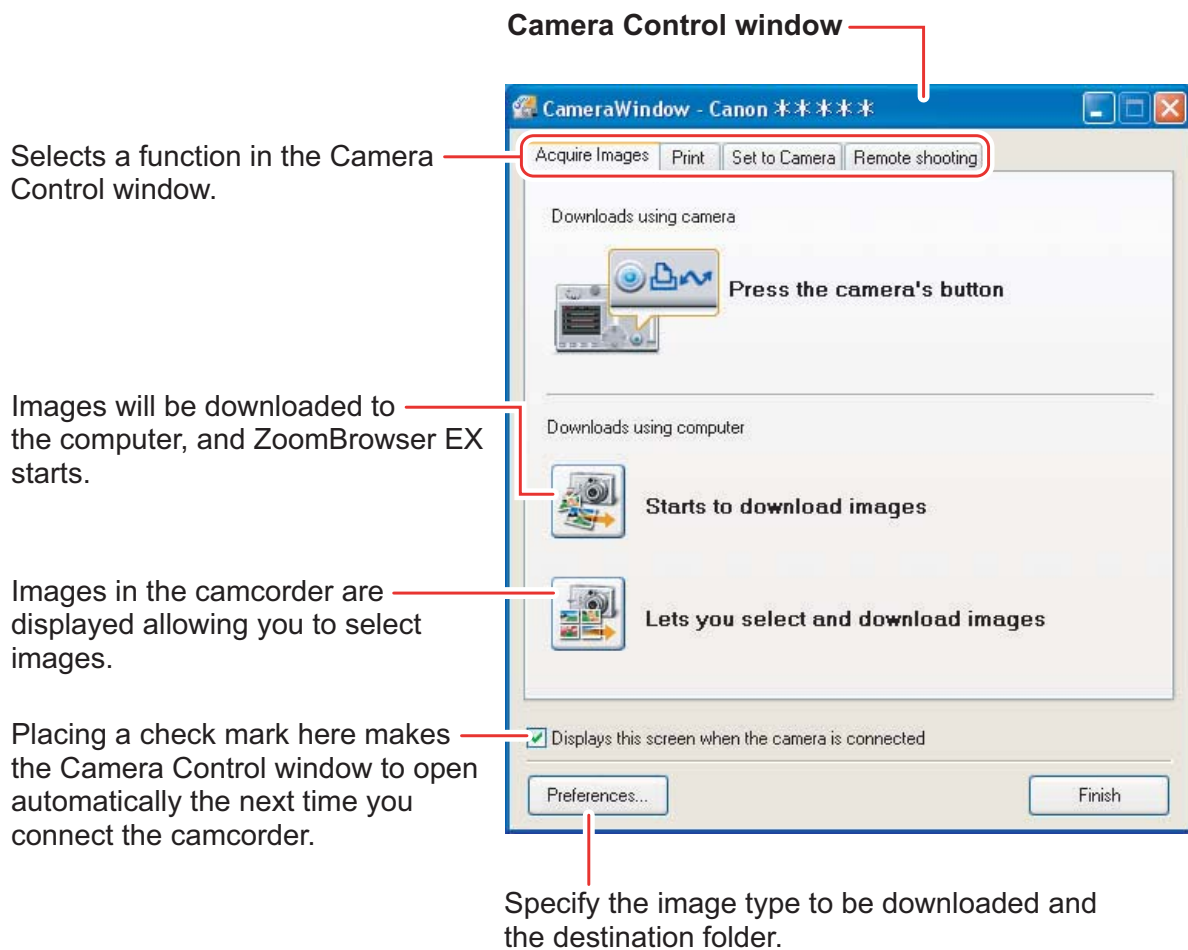 Camera Control window
CameraWindow - Canon *****
Selects a function in the Camera
Control window.
Acquire Images Print Set to Camera Remote shooting
Downloads using camera
Press the camera's button
Images will be downloaded to
the computer, and ZoomBrowser EX
starts.
Downloads using computer
Starts to download images
Images in the camcorder are
displayed allowing you to select
images.
Lets you select and download images
Placing a check mark here makes
the Camera Control window to open
automatically the next time you
connect the camcorder.
Displays this screen when the camera is connected
Preferences... Finish
Specify the image type to be downloaded and
the destination folder.